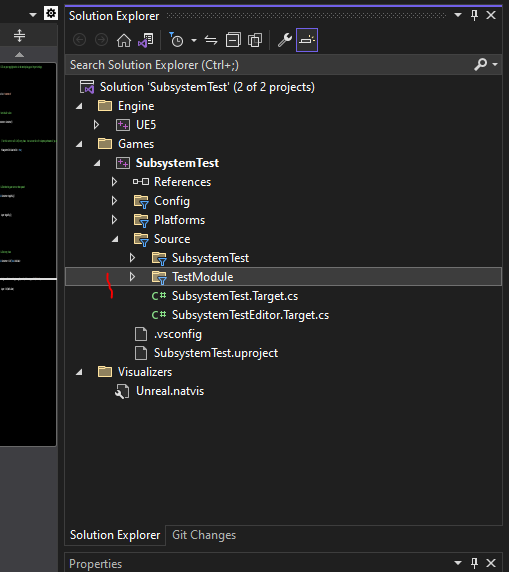 Solution Explorer
Search Solution Explorer (Ctrl+;)
Solution 'SubsystemTest' (2 of 2 projects)
Engine
UE5
Games
SubsystemTest
References
Config
Platforms
Source
SubsystemTest
TestModule
C# SubsystemTest.Target.cs
C# SubsystemTestEditor.Target.cs
.vsconfig
SubsystemTest.uproject
Visualizers
Unreal.natvis
Solution Explorer Git Changes
Properties